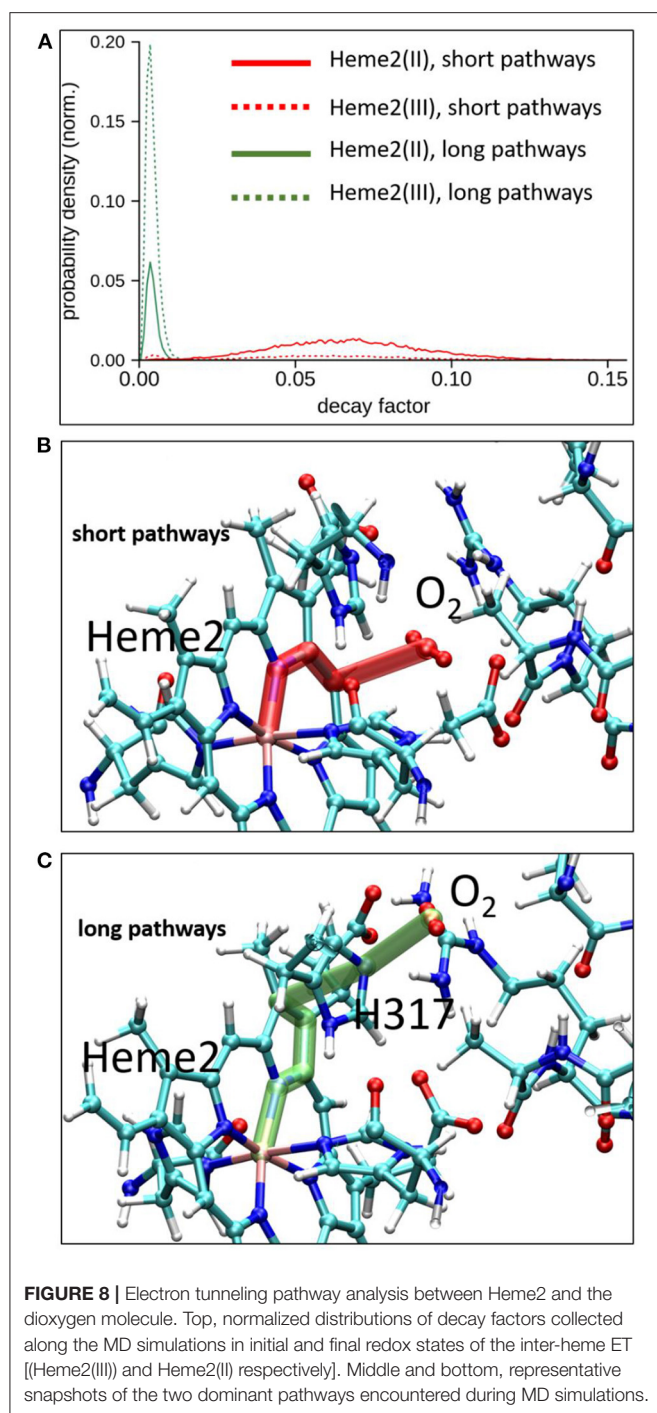 A
probability density (norm.)
0.20
0.15
0.10
0.05
0.00
0.00 0.05 0.10 0.15
decay factor
Heme2(II), short pathways
Heme2(III), short pathways
Heme2(II), long pathways
Heme2(III), long pathways
B
short pathways
Heme2
O2
C
long pathways
Heme2
O2
H317
FIGURE 8 | Electron tunneling pathway analysis between Heme2 and the
dioxygen molecule. Top, normalized distributions of decay factors collected
along the MD simulations in initial and final redox states of the inter-heme ET
[(Heme2(III)) and Heme2(II) respectively]. Middle and bottom, representative
snapshots of the two dominant pathways encountered during MD simulations.